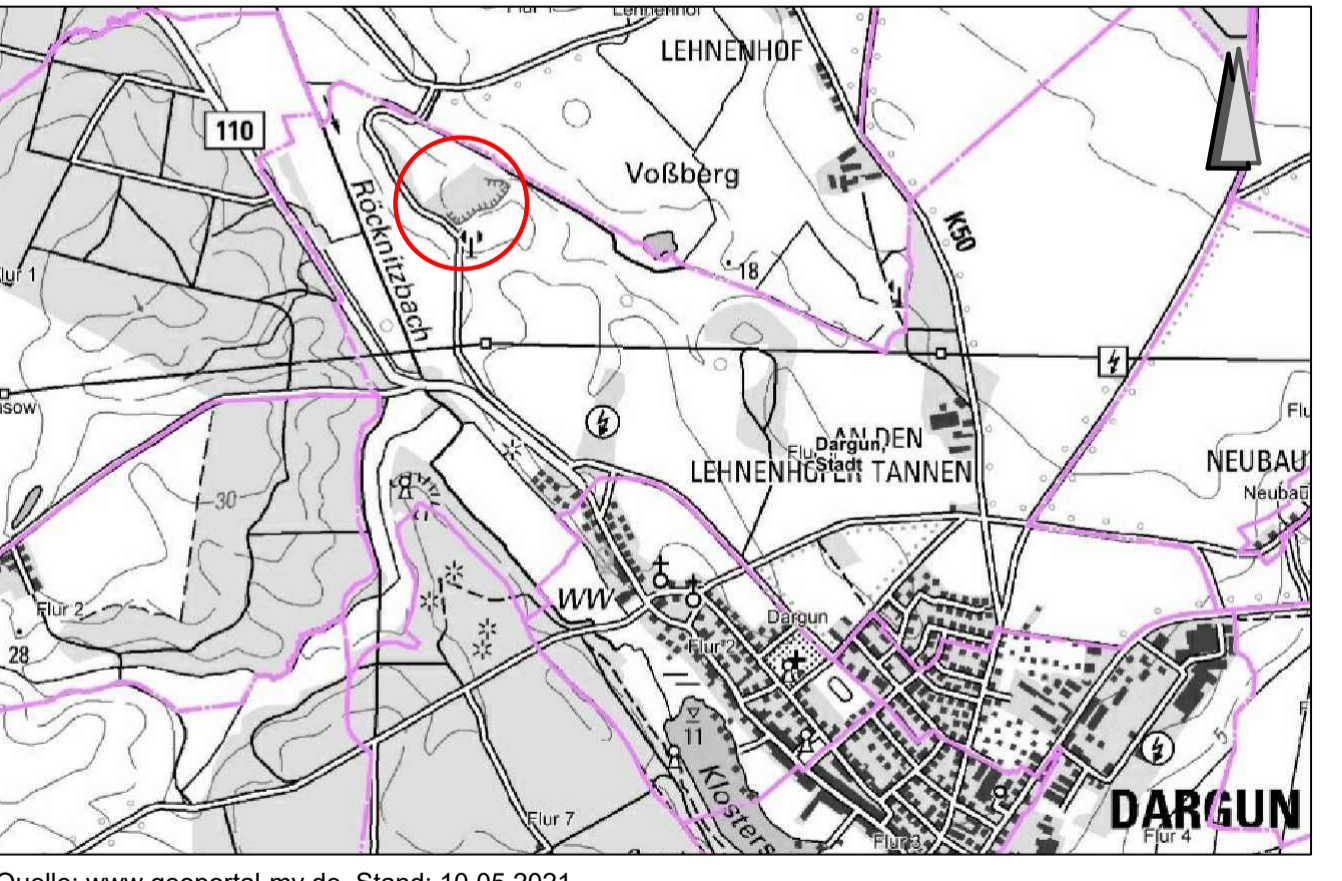 Lehnenhof
LEHNENHOF
110
Voßberg
Röcknitzbach
K50
18
lur 1
sow
AN DEN
Dargun,
Stadt
LEHNENHÖFER TANNEN
NEUBAU
Neubau
30
Flur 2
28
WW
Dargun
Flur 2
11
Klosters
5
Flur 7
DARGUN
Flur 3
Flur 4
Quelle: www.geoportal-mv.de, Stand: 10.05.2021